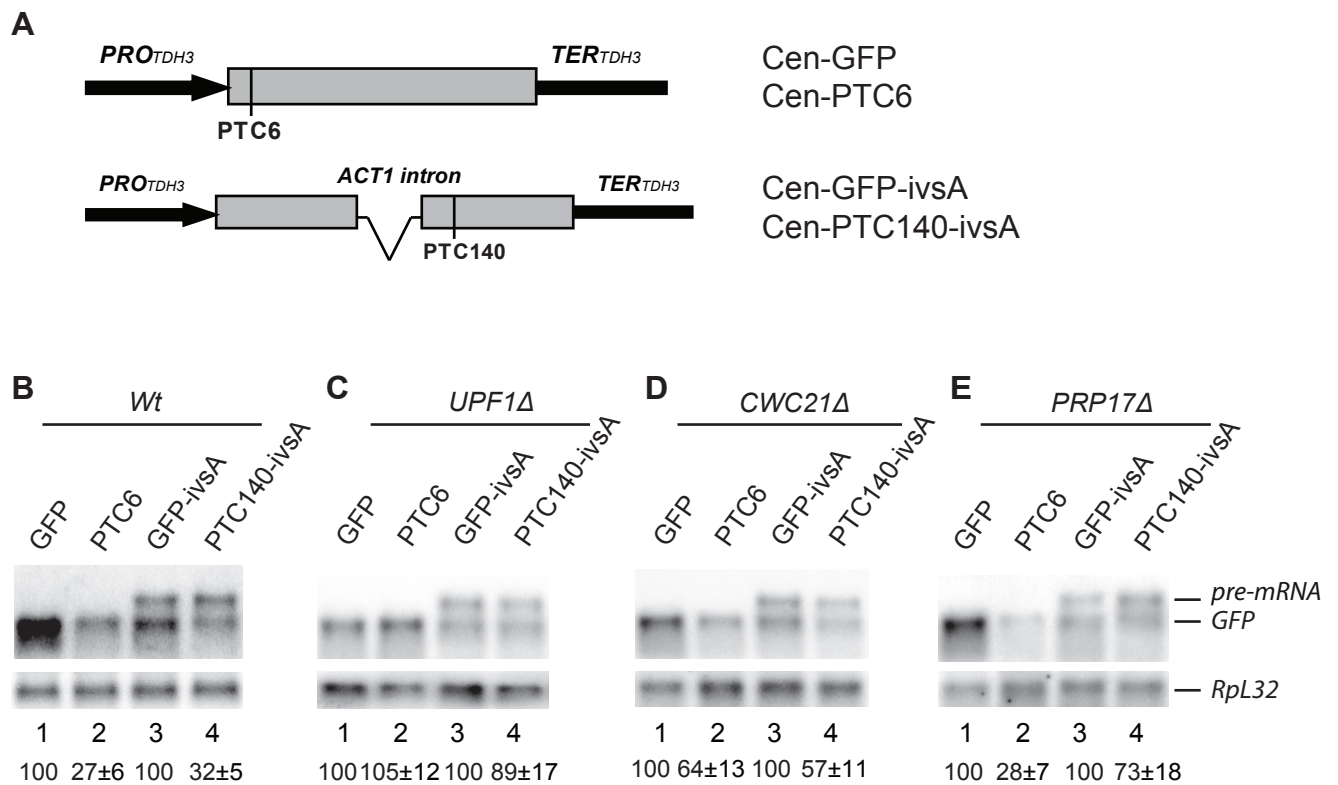 A
PROTDH3
TERTDH3
PTC6
Cen-GFP
Cen-PTC6
PROTDH3
ACT1 intron
TERTDH3
PTC140
Cen-GFP-ivsA
Cen-PTC140-ivsA
B
Wt
GFP
PTC6
GFP-ivsA
PTC140-ivsA
1 2 3 4
100 27±6 100 32±5
C
UPF1Δ
GFP
PTC6
GFP-ivsA
PTC140-ivsA
1 2 3 4
100 105±12 100 89±17
D
CWC21Δ
GFP
PTC6
GFP-ivsA
PTC140-ivsA
1 2 3 4
100 64±13 100 57±11
E
PRP17Δ
GFP
PTC6
GFP-ivsA
PTC140-ivsA
pre-mRNA
GFP
RpL32
1 2 3 4
100 28±7 100 73±18